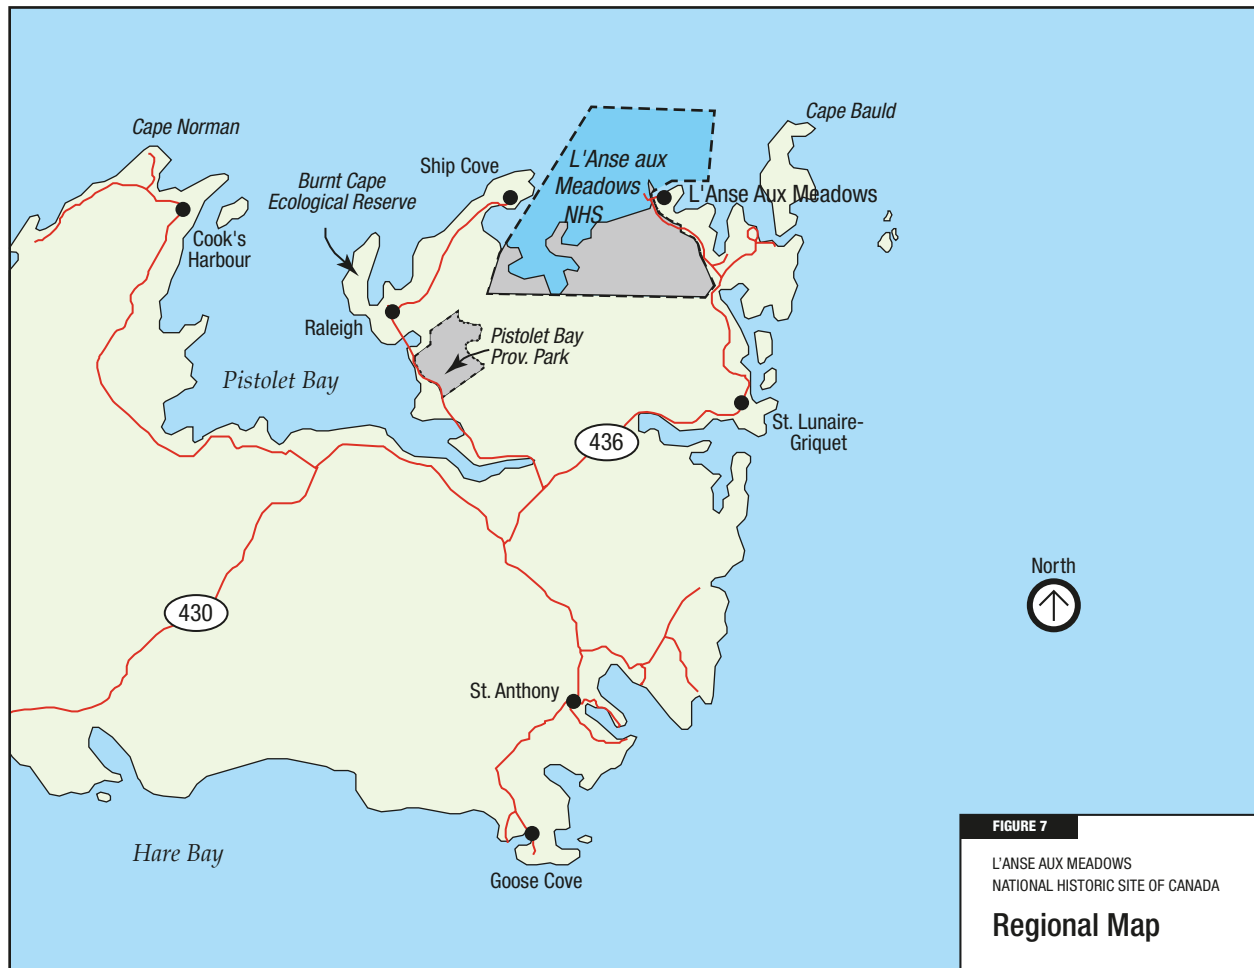 Cape Norman
Cape Bauld
Ship Cove
L'Anse aux
Meadows
NHS
Burnt Cape
Ecological Reserve
L'Anse Aux Meadows
Cook's
Harbour
Raleigh
Pistolet Bay
Prov. Park
Pistolet Bay
St. Lunaire-
Griquet
436
North
430
St. Anthony
Hare Bay
Goose Cove
FIGURE 7
L'ANSE AUX MEADOWS
NATIONAL HISTORIC SITE OF CANADA
Regional Map